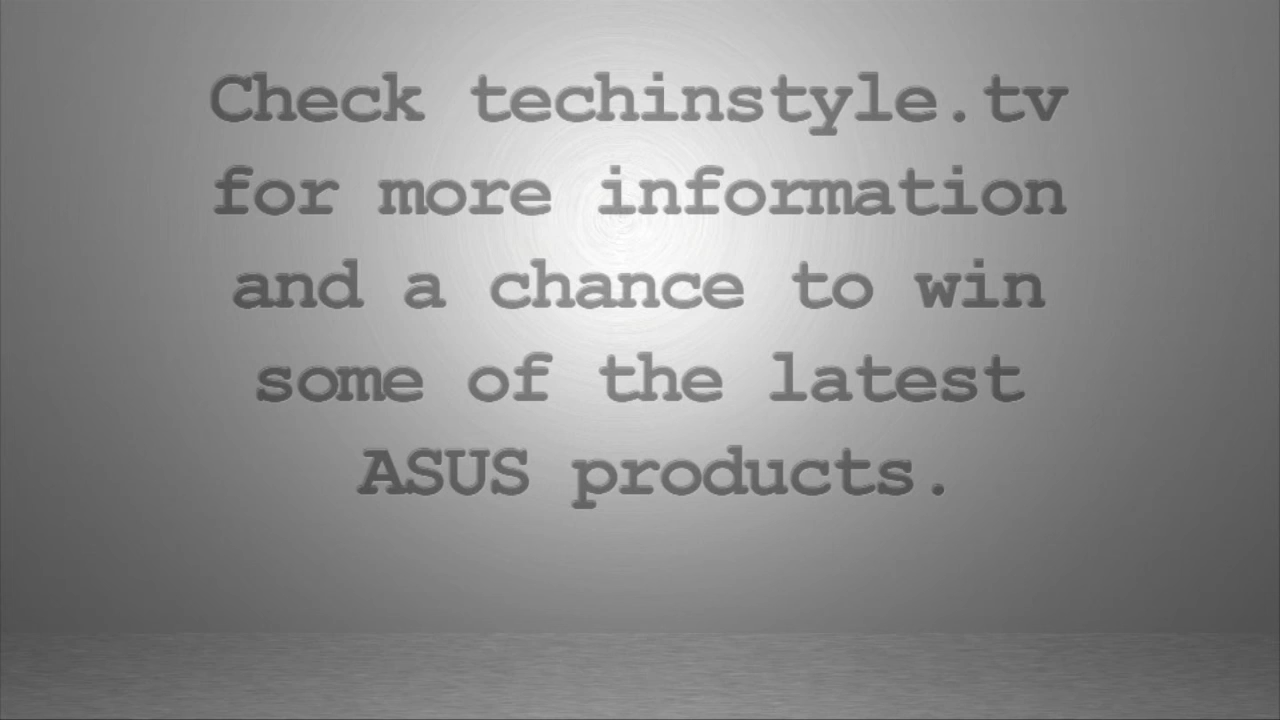 Check techinstyle.tv
for more information
and a chance to win
some of the latest
ASUS products.